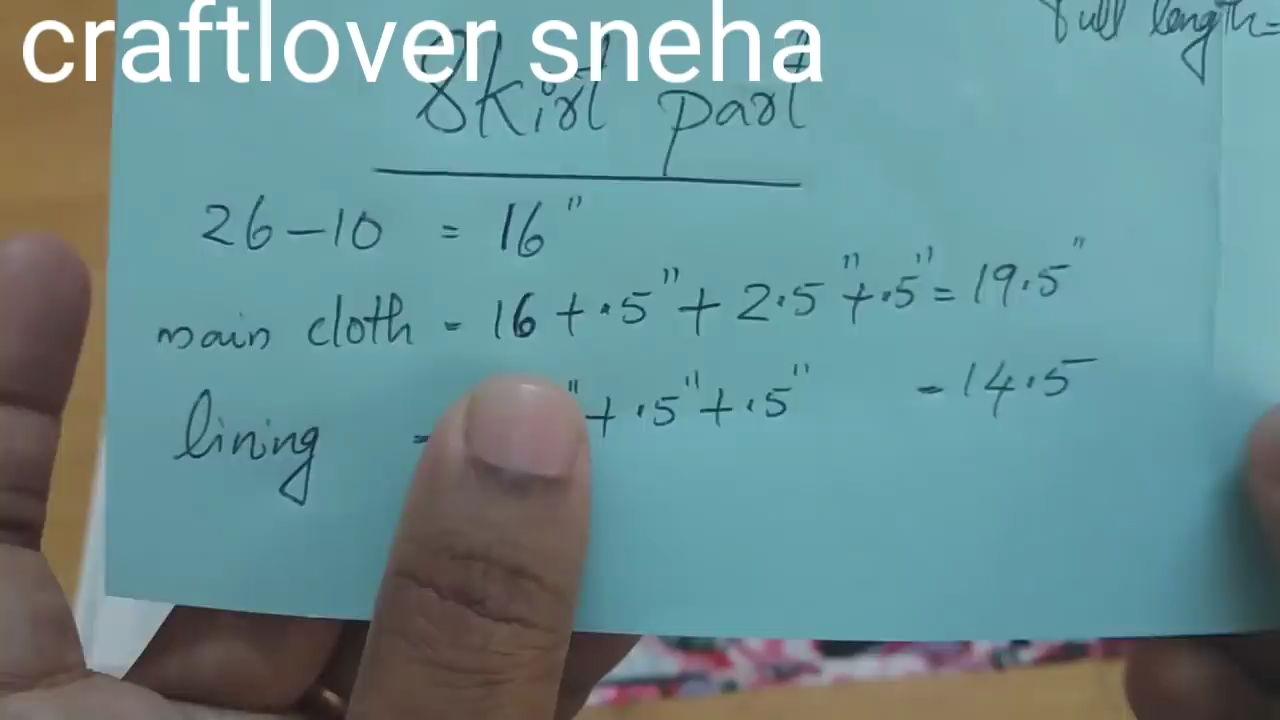 craftlover sneha
Full length=
Skirt part
26-10 = 16"
main cloth = 16 + .5" + 2.5" + .5" = 19.5"
lining = " + .5" + .5" = 14.5